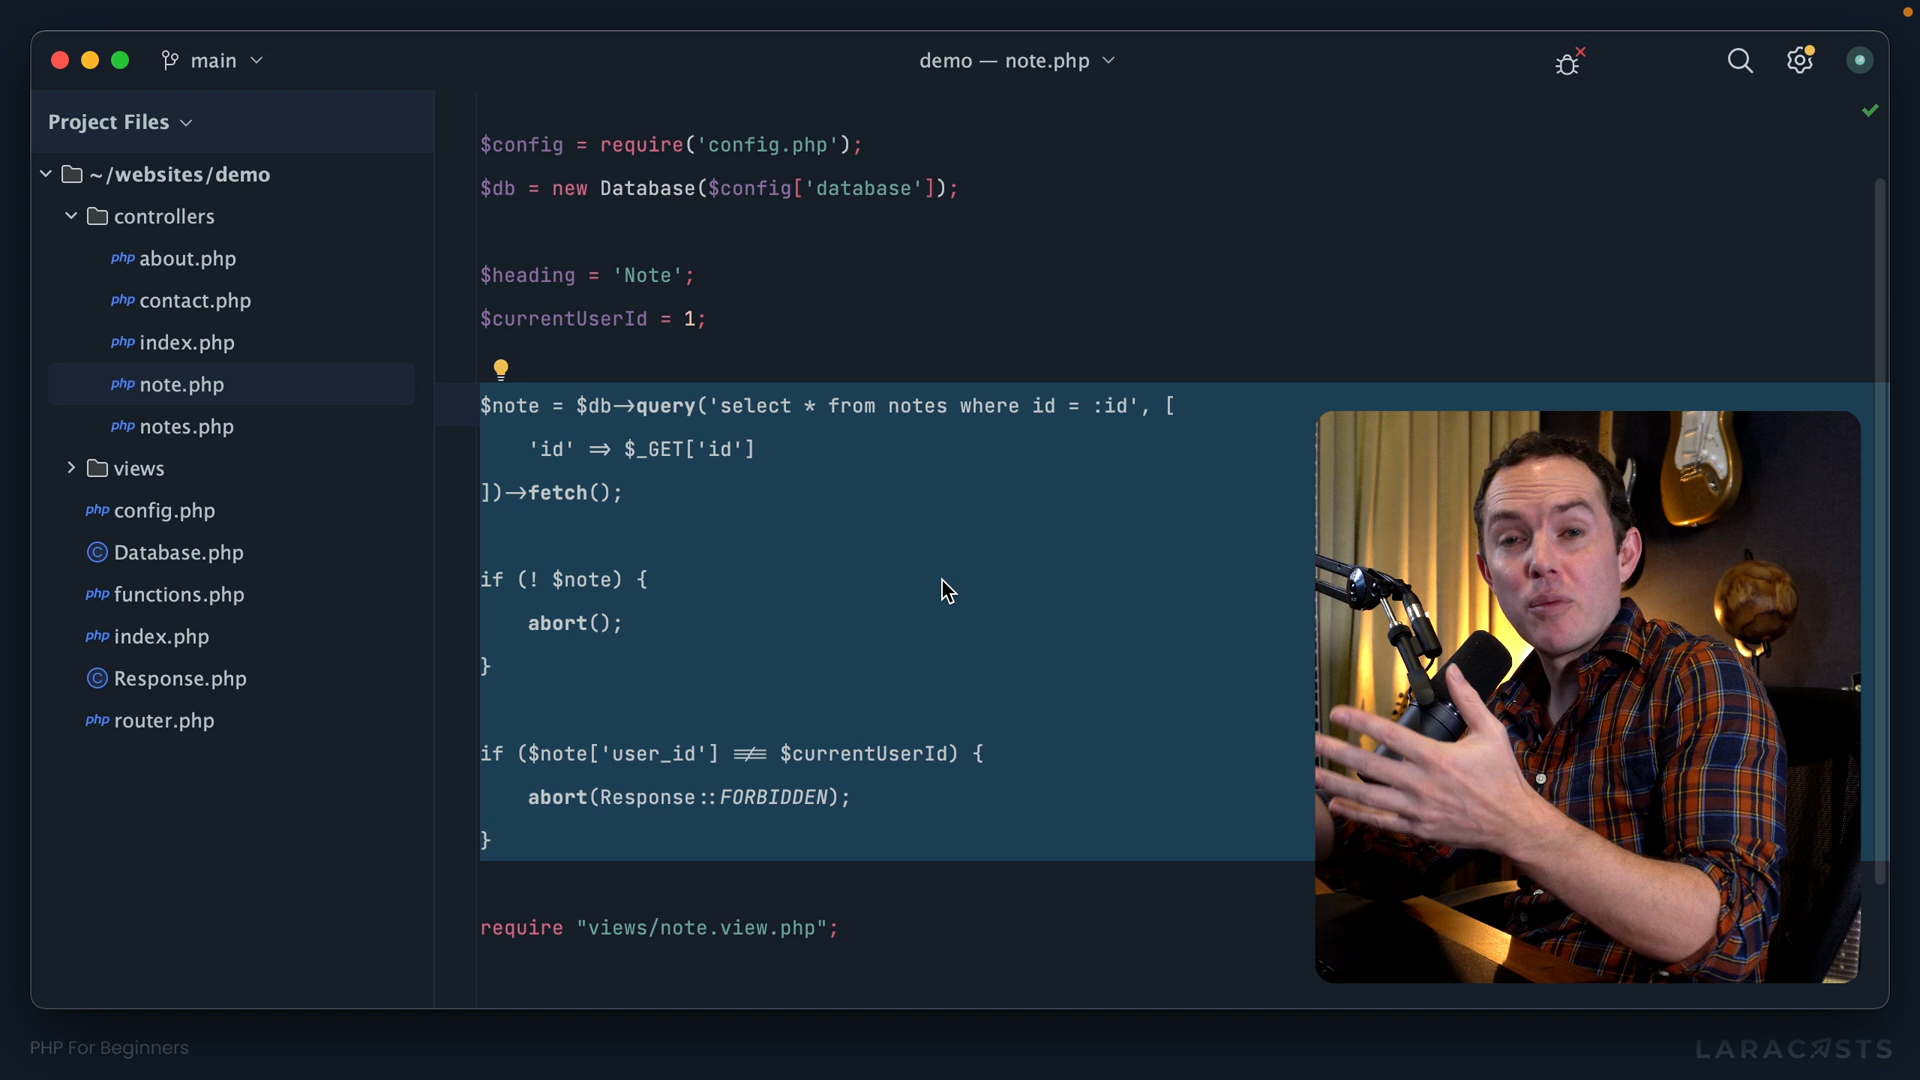 main
demo — note.php
Project Files
~/websites/demo
controllers
php about.php
php contact.php
php index.php
php note.php
php notes.php
views
php config.php
C Database.php
php functions.php
php index.php
C Response.php
php router.php
$config = require('config.php');
$db = new Database($config['database']);
$heading = 'Note';
$currentUserId = 1;
$note = $db->query('select * from notes where id = :id', [
'id' => $_GET['id']
])->fetch();
if (! $note) {
abort();
}
if ($note['user_id'] !== $currentUserId) {
abort(Response::FORBIDDEN);
}
require "views/note.view.php";
PHP For Beginners
LARACASTS